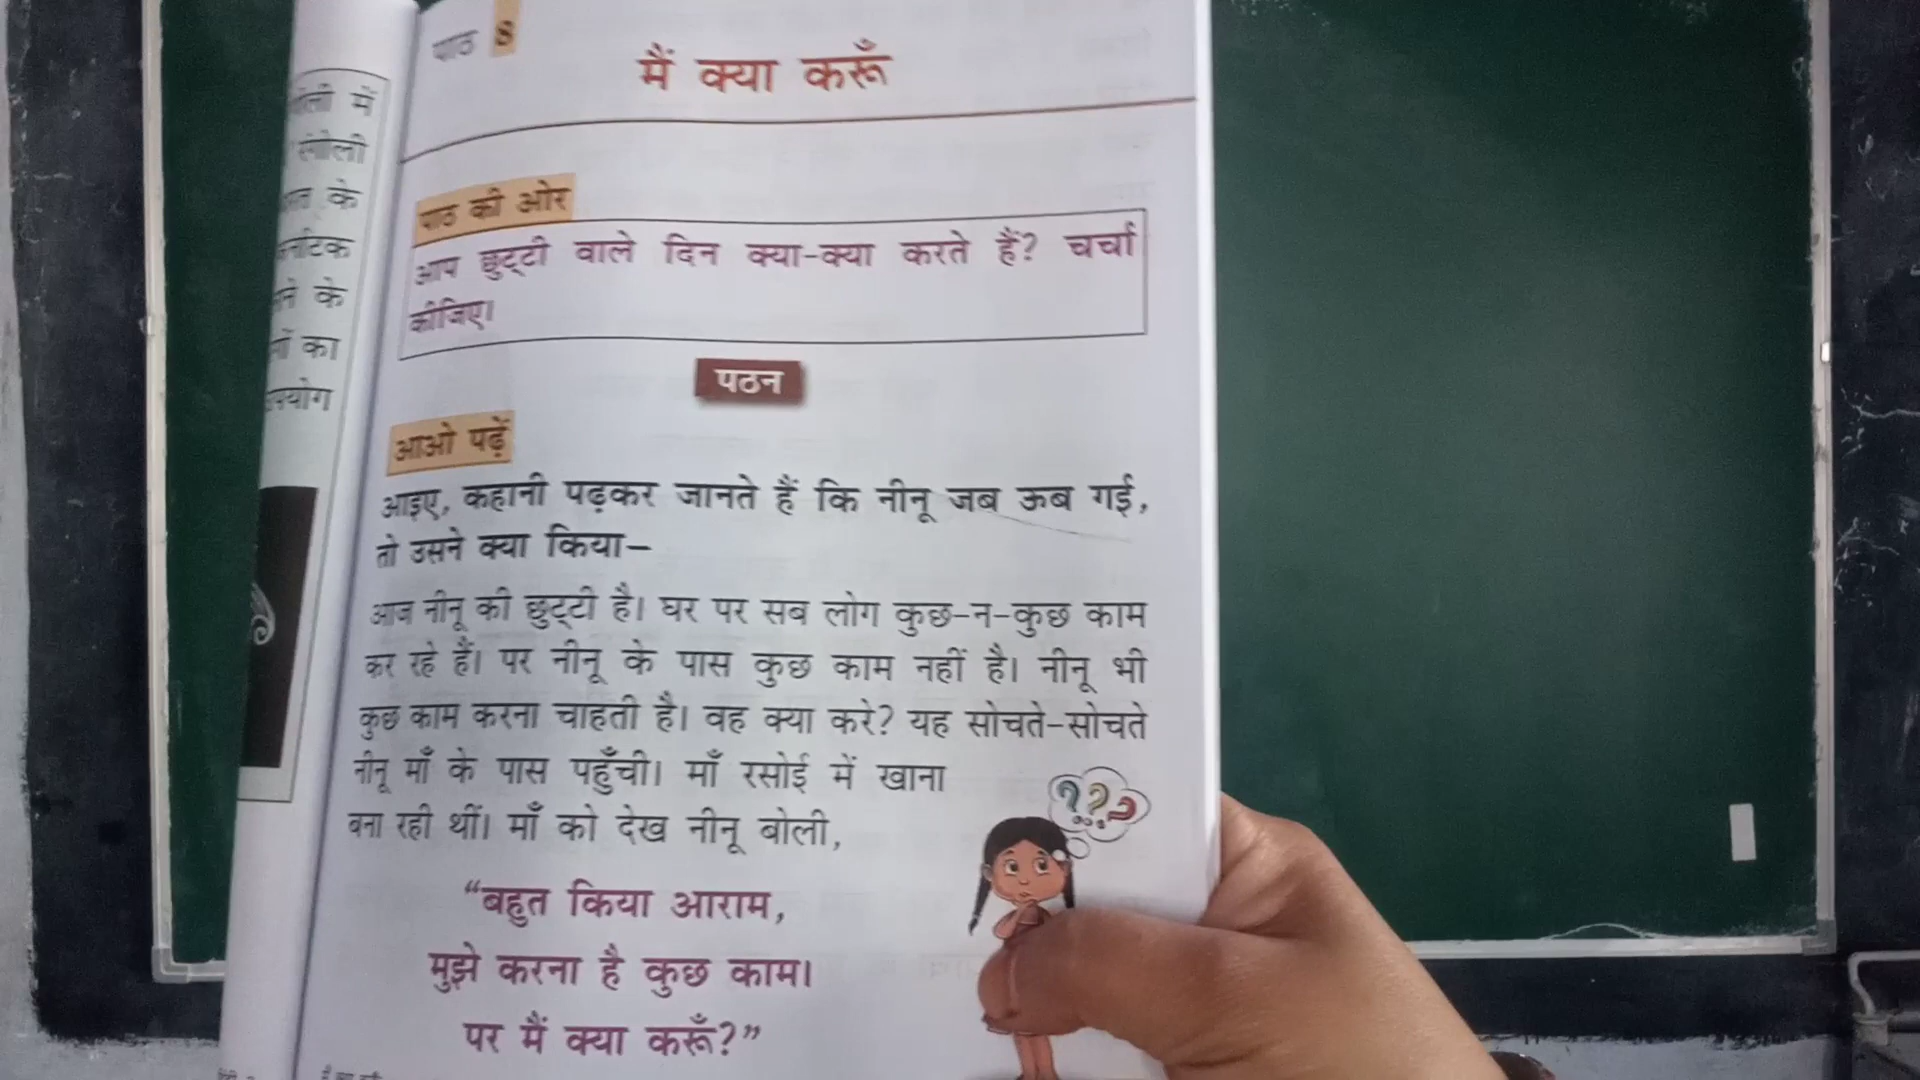 पाठ 8
मैं क्या करूँ
पाठ की ओर
आप छुट्टी वाले दिन क्या-क्या करते हैं? चर्चा
कीजिए।
पठन
आओ पढ़ें
आइए, कहानी पढ़कर जानते हैं कि नीनू जब ऊब गई,
तो उसने क्या किया–
आज नीनू की छुट्टी है। घर पर सब लोग कुछ-न-कुछ काम
कर रहे हैं। पर नीनू के पास कुछ काम नहीं है। नीनू भी
कुछ काम करना चाहती है। वह क्या करे? यह सोचते-सोचते
नीनू माँ के पास पहुँची। माँ रसोई में खाना
बना रही थीं। माँ को देख नीनू बोली,
???
“बहुत किया आराम,
मुझे करना है कुछ काम।
पर मैं क्या करूँ?”
में
के
के
का